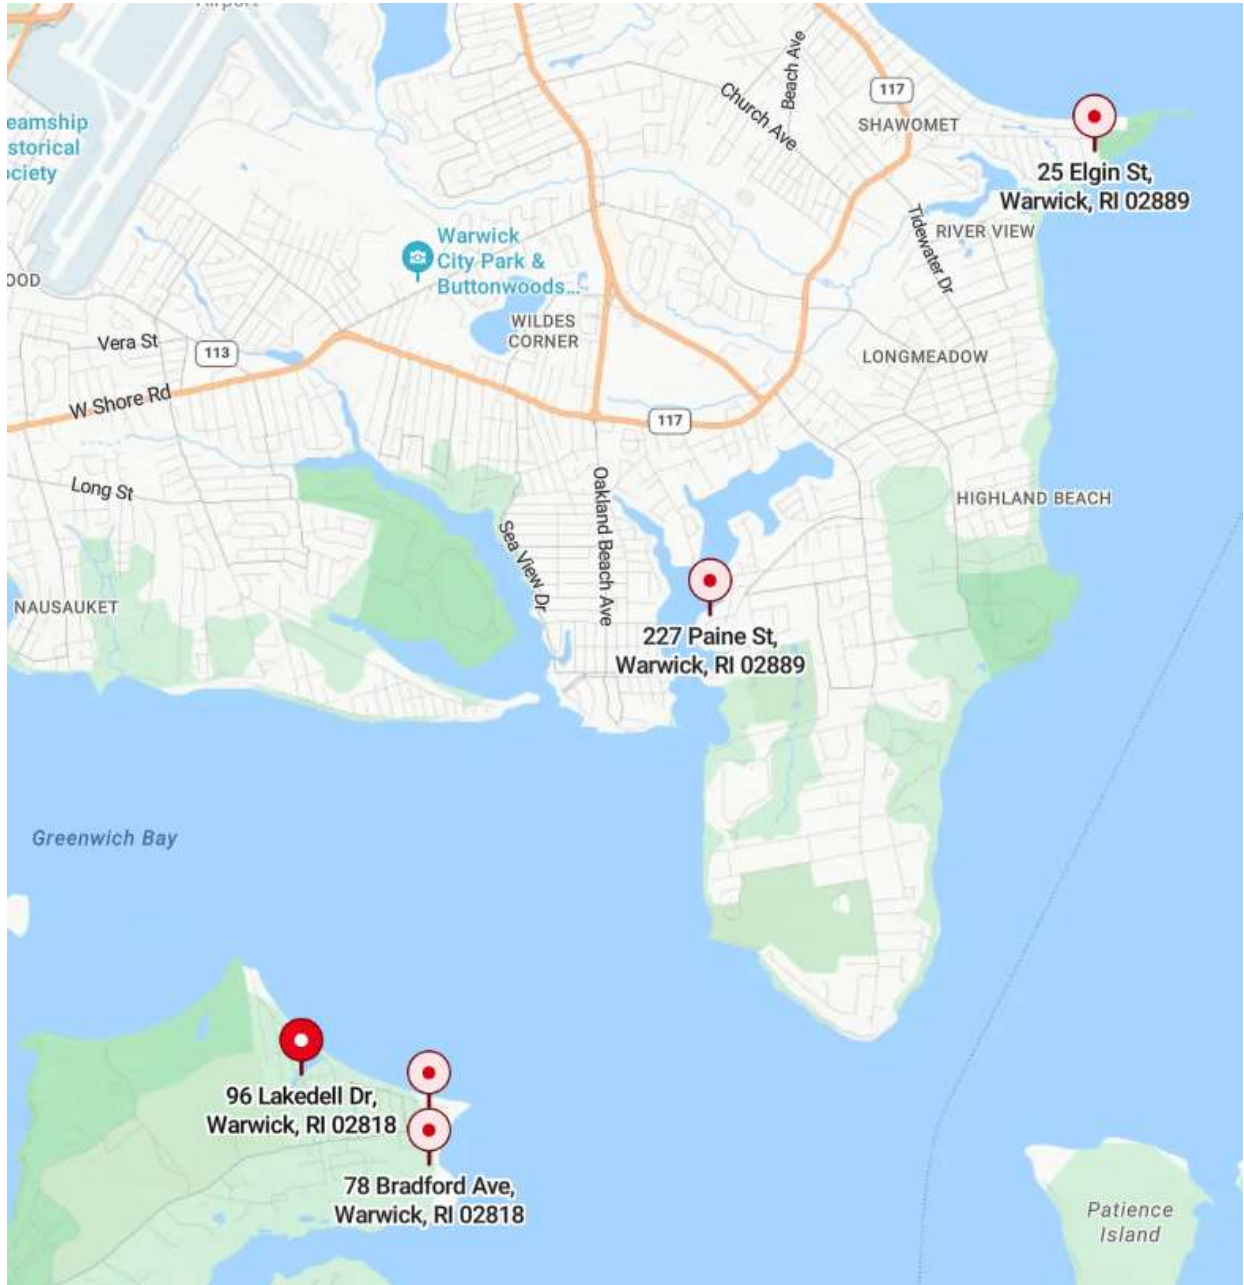 Airport
117
Beach Ave
Church Ave
SHAWOMET
eamship
storical
ociety
25 Elgin St,
Warwick, RI 02889
Tidewater Dr
RIVER VIEW
Warwick
City Park &
Buttonwoods...
OOD
WILDES
CORNER
Vera St
113
LONGMEADOW
W Shore Rd
117
Long St
Oakland Beach Ave
HIGHLAND BEACH
Sea View Dr
NAUSAUKET
227 Paine St,
Warwick, RI 02889
Greenwich Bay
96 Lakedell Dr,
Warwick, RI 02818
78 Bradford Ave,
Warwick, RI 02818
Patience
Island